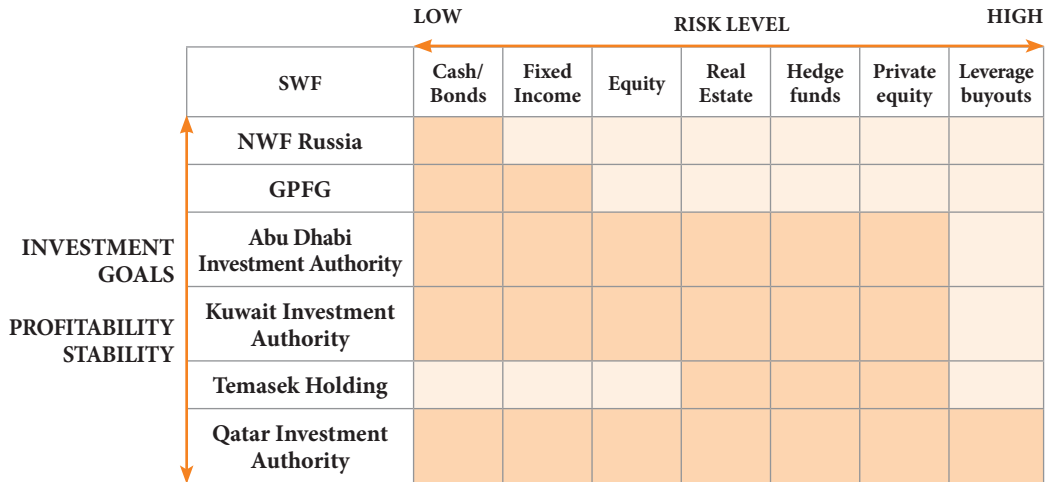 LOW
RISK LEVEL
HIGH
SWF
Cash/
Bonds
Fixed
Income
Equity
Real
Estate
Hedge
funds
Private
equity
Leverage
buyouts
INVESTMENT
GOALS
PROFITABILITY
STABILITY
NWF Russia
GPFG
Abu Dhabi
Investment Authority
Kuwait Investment
Authority
Temasek Holding
Qatar Investment
Authority